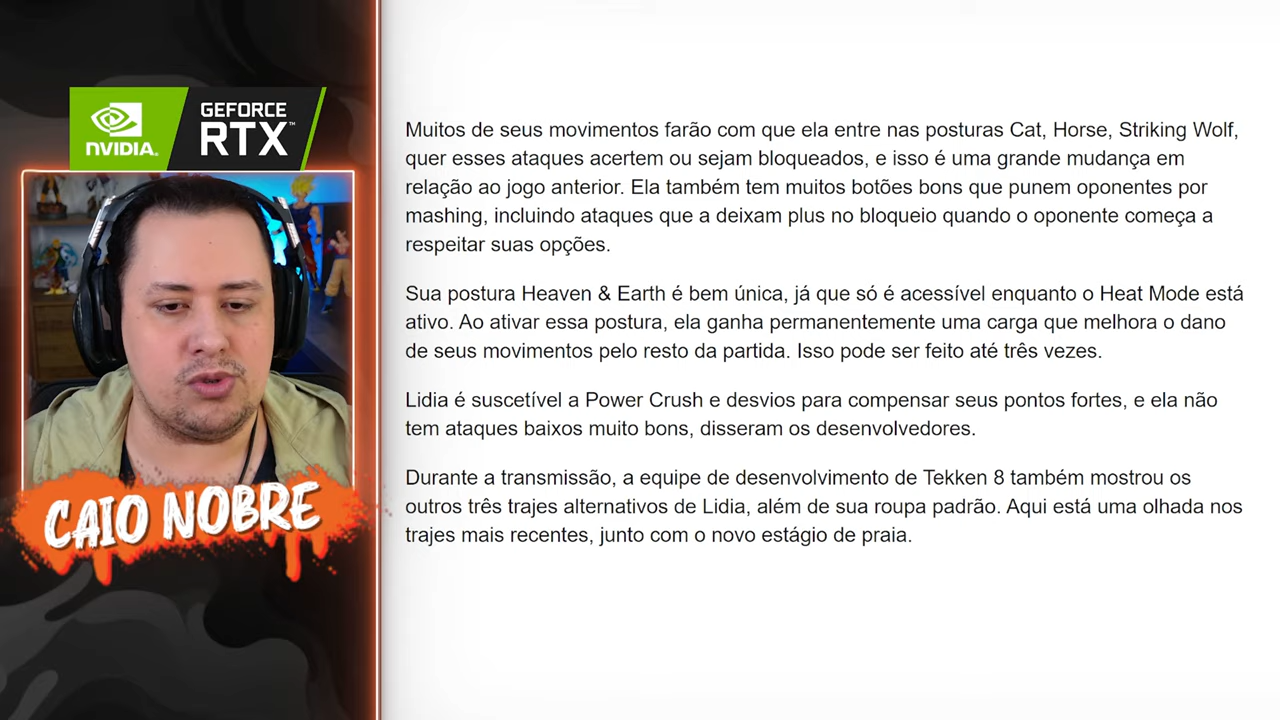 NVIDIA.
GEFORCE
RTX™
CAIO NOBRE
Muitos de seus movimentos farão com que ela entre nas posturas Cat, Horse, Striking Wolf,
quer esses ataques acertem ou sejam bloqueados, e isso é uma grande mudança em
relação ao jogo anterior. Ela também tem muitos botões bons que punem oponentes por
mashing, incluindo ataques que a deixam plus no bloqueio quando o oponente começa a
respeitar suas opções.
Sua postura Heaven & Earth é bem única, já que só é acessível enquanto o Heat Mode está
ativo. Ao ativar essa postura, ela ganha permanentemente uma carga que melhora o dano
de seus movimentos pelo resto da partida. Isso pode ser feito até três vezes.
Lidia é suscetível a Power Crush e desvios para compensar seus pontos fortes, e ela não
tem ataques baixos muito bons, disseram os desenvolvedores.
Durante a transmissão, a equipe de desenvolvimento de Tekken 8 também mostrou os
outros três trajes alternativos de Lidia, além de sua roupa padrão. Aqui está uma olhada nos
trajes mais recentes, junto com o novo estágio de praia.